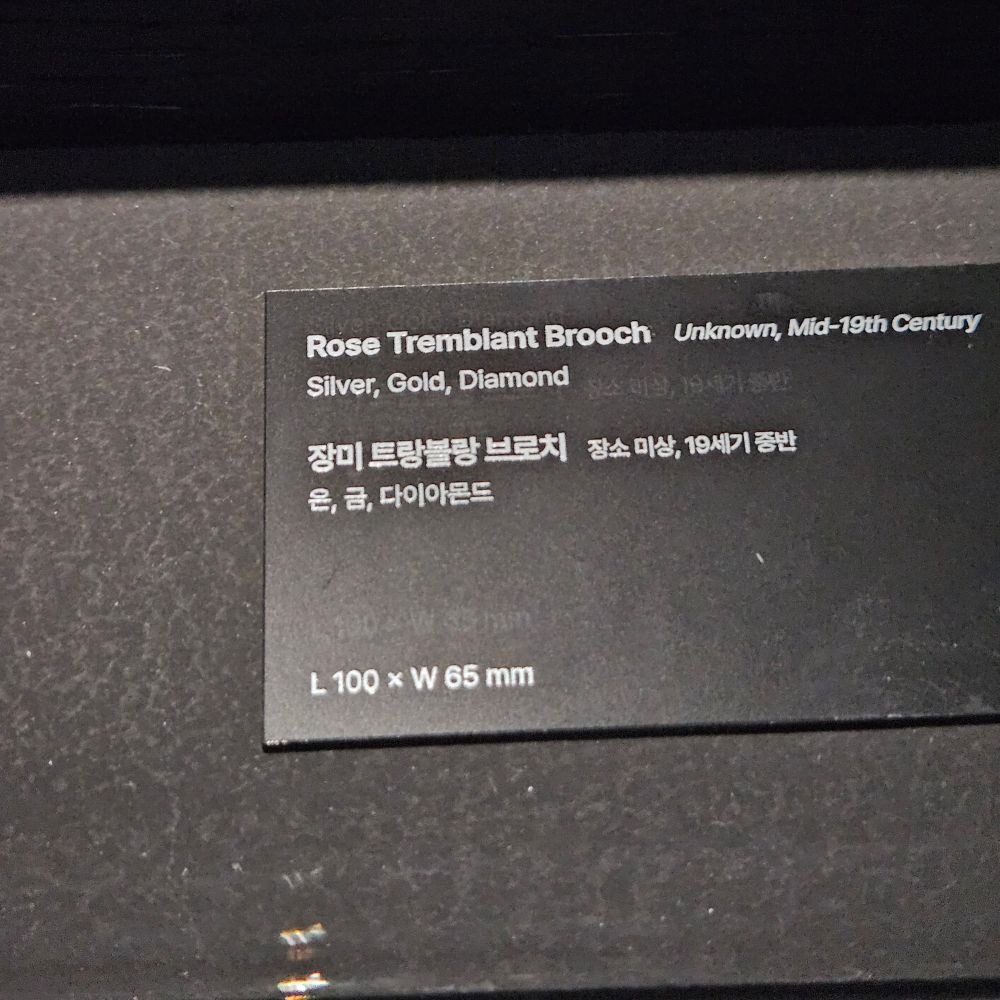 Rose Tremblant Brooch Unknown, Mid-19th Century
Silver, Gold, Diamond
장미 트랑블랑 브로치 장소 미상, 19세기 중반
은, 금, 다이아몬드
L 100 × W 65 mm